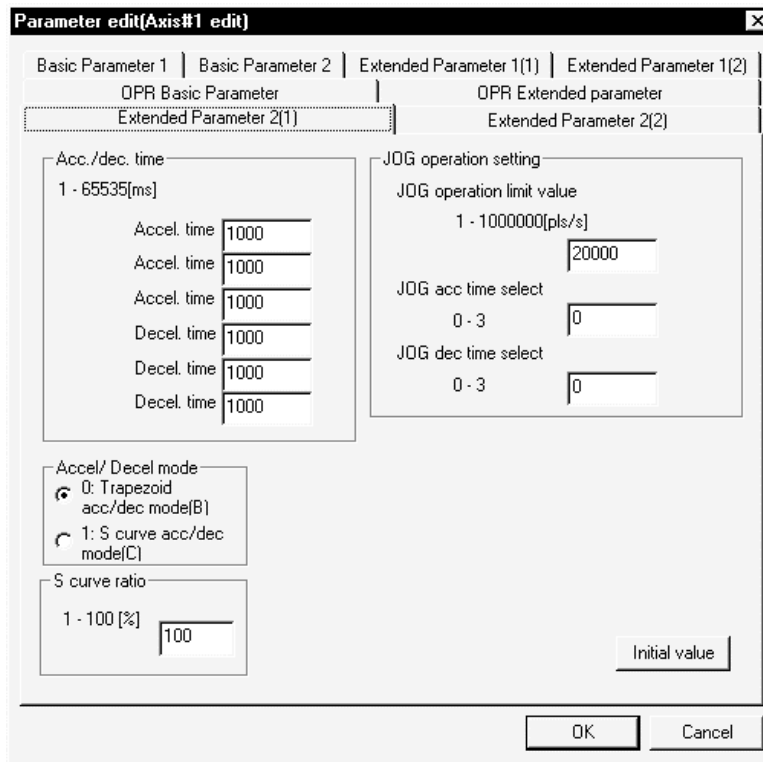 Parameter edit(Axis#1 edit)
Basic Parameter 1 Basic Parameter 2 Extended Parameter 1(1) Extended Parameter 1(2)
OPR Basic Parameter OPR Extended parameter
Extended Parameter 2(1) Extended Parameter 2(2)
Acc./dec. time
1 - 65535[ms]
Accel. time 1000
Accel. time 1000
Accel. time 1000
Decel. time 1000
Decel. time 1000
Decel. time 1000
JOG operation setting
JOG operation limit value
1 - 1000000[pls/s]
20000
JOG acc time select
0 - 3 0
JOG dec time select
0 - 3 0
Accel/ Decel mode
0: Trapezoid
acc/dec mode(B)
1: S curve acc/dec
mode(C)
S curve ratio
1 - 100 [%] 100
Initial value
OK Cancel